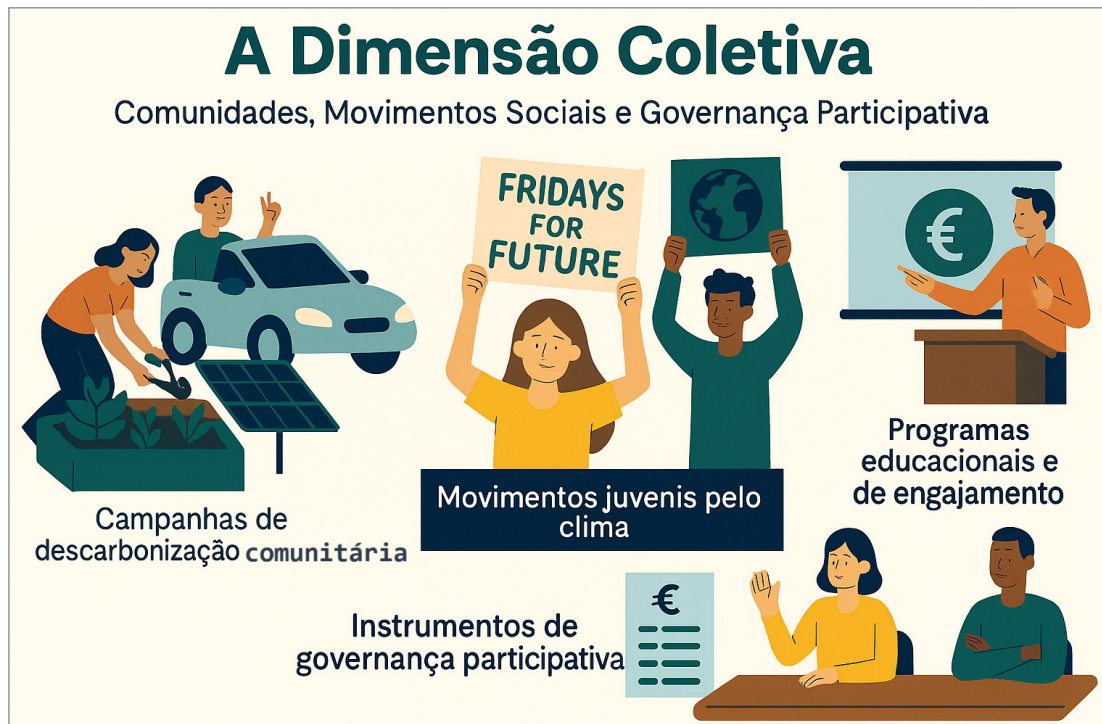 A Dimensão Coletiva
Comunidades, Movimentos Sociais e Governança Participativa
FRIDAYS
FOR
FUTURE
€
Programas
educacionais e
de engajamento
Movimentos juvenis pelo
clima
Campanhas de
descarbonização comunitária
€
Instrumentos de
governança participativa